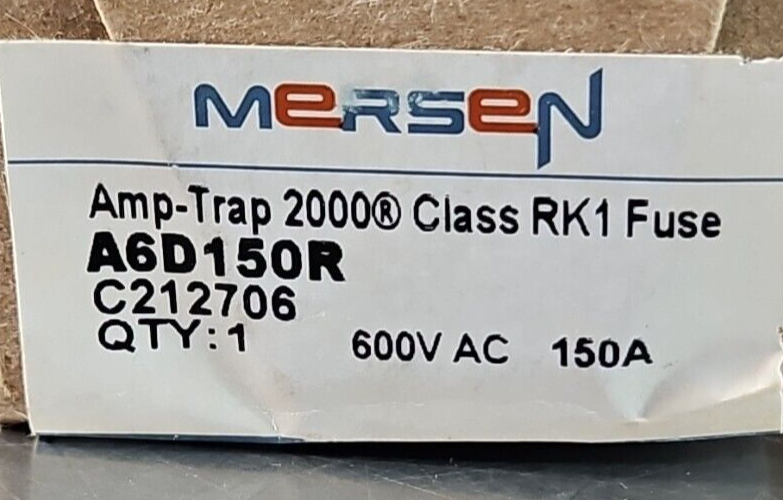 MERSEN
Amp-Trap 2000® Class RK1 Fuse
A6D150R
C212706
QTY:1 600V AC 150A